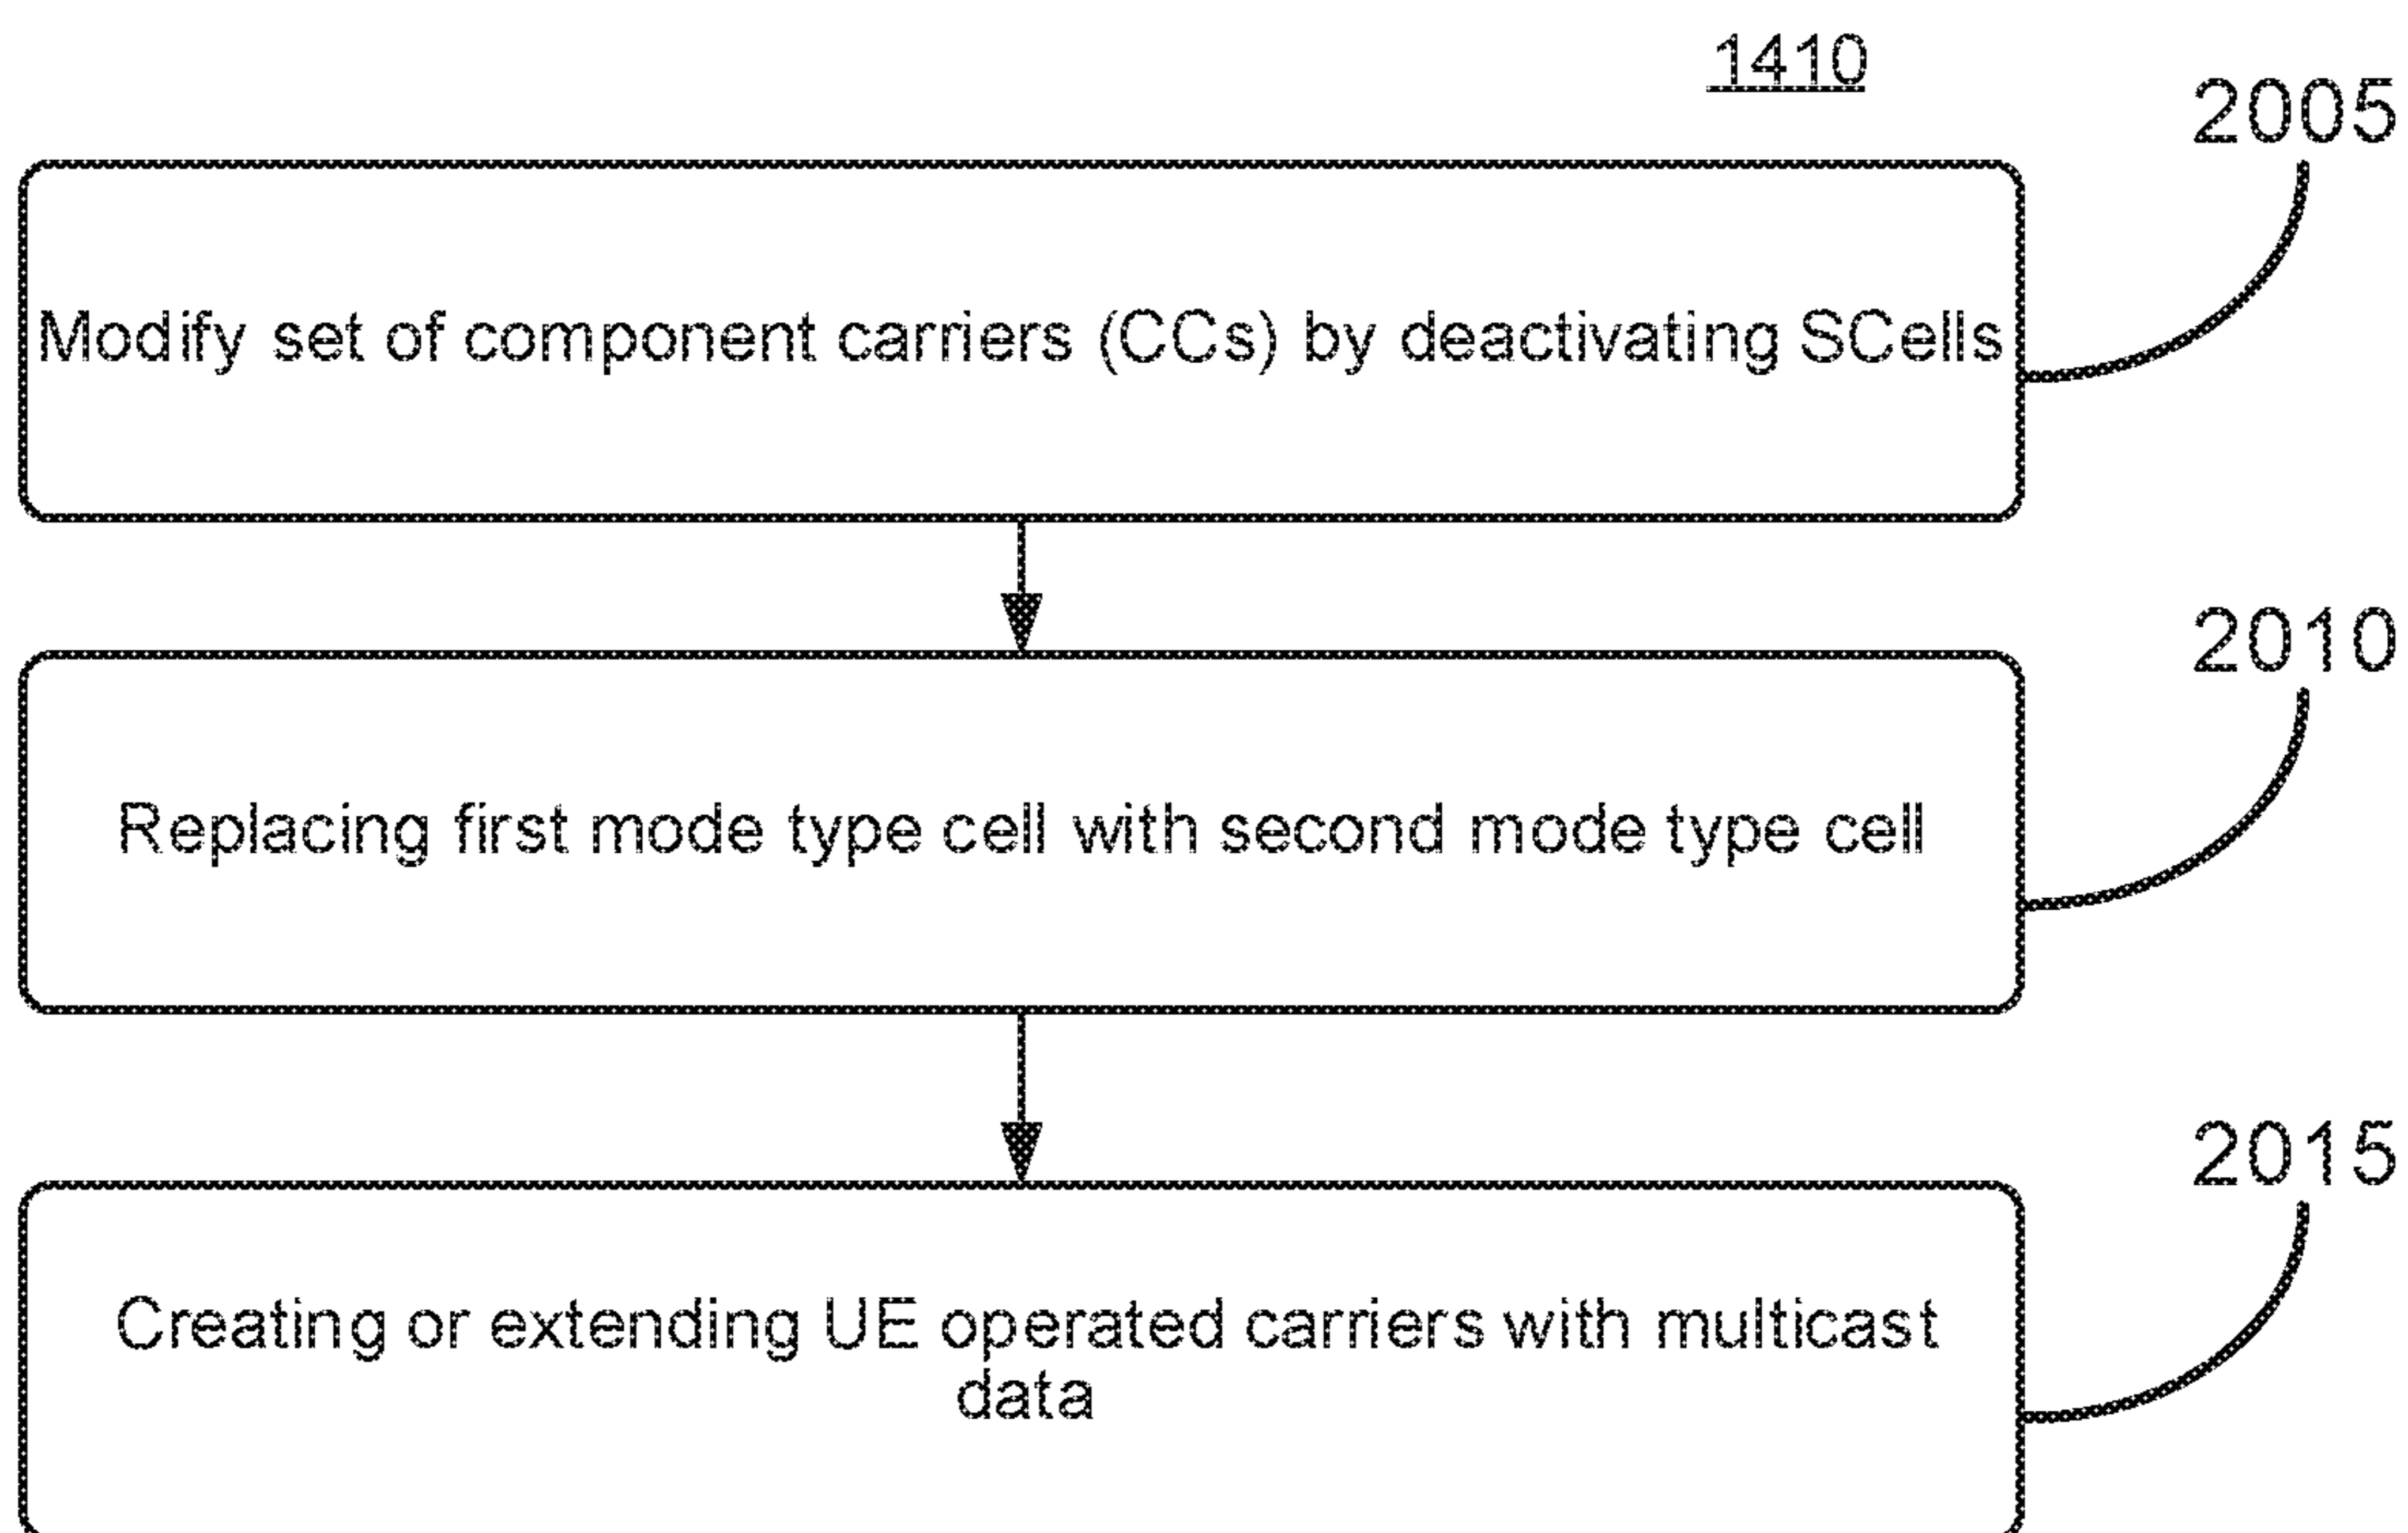 1410
2005
Modify set of component carriers (CCs) by deactivating SCells
2010
Replacing first mode type cell with second mode type cell
2015
Creating or extending UE operated carriers with multicast
data